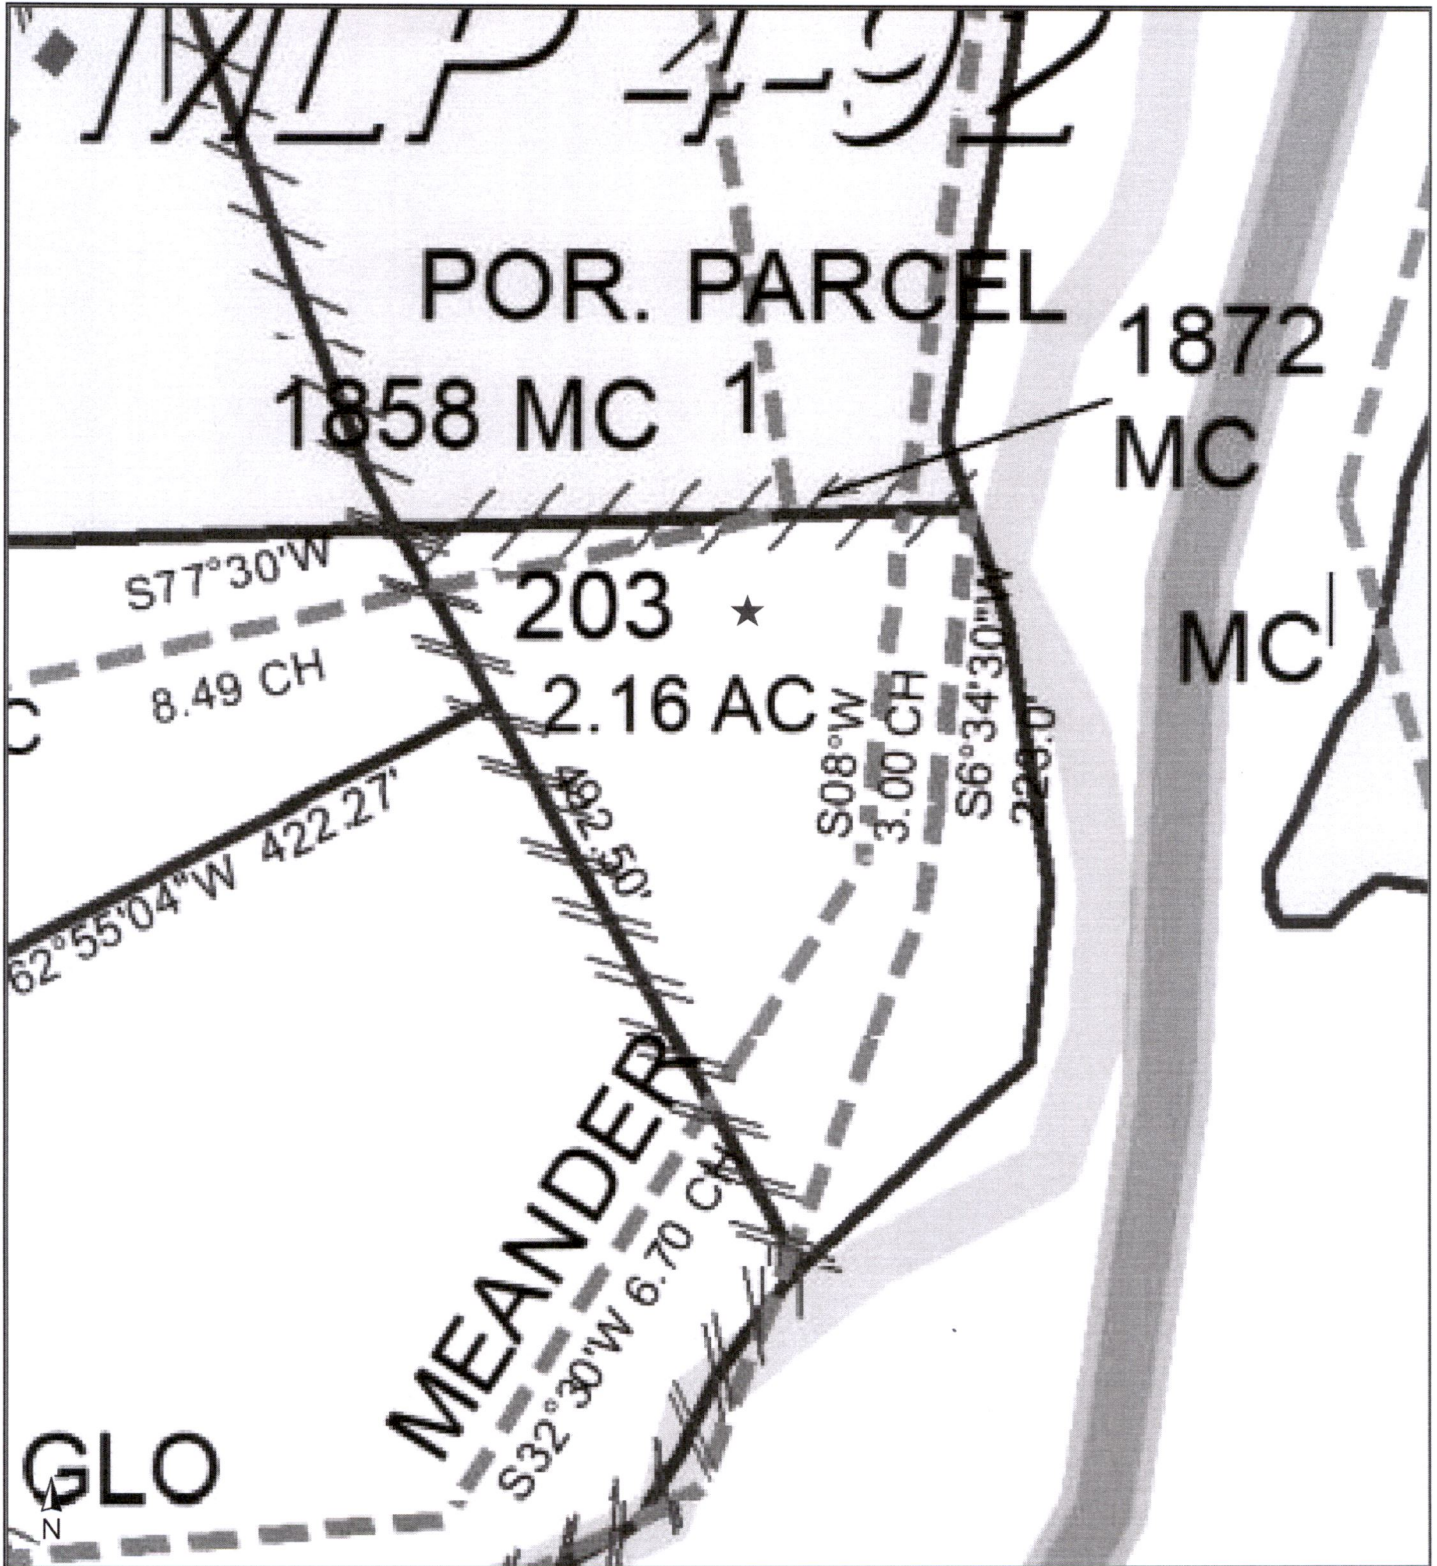 MLP 4-92
POR. PARCEL
1
1858 MC
1872
MC
S77°30'W
8.49 CH
203
2.16 AC
MC
C
62°55'04"W 422.27'
492.50'
S08°W
3.00 CH
S6°34'30"W
MEANDER
S32°30'W 6.70 CH
GLO
N